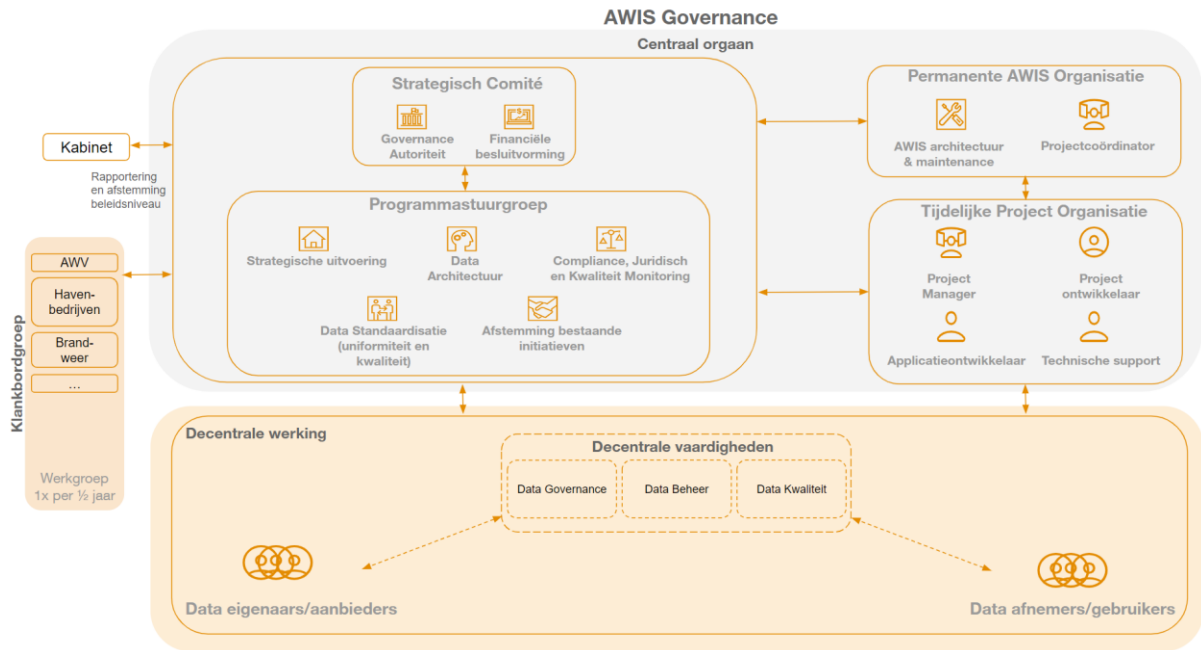 AWIS Governance
Centraal orgaan
Strategisch Comité
Governance
Autoriteit
Financiële
besluitvorming
Permanente AWIS Organisatie
AWIS architectuur
& maintenance
Projectcoördinator
Kabinet
Rapportering
en afstemming
beleidsniveau
Programmastuurgroep
Strategische uitvoering
Data
Architectuur
Compliance, Juridisch
en Kwaliteit Monitoring
Data Standaardisatie
(uniformiteit en
kwaliteit)
Afstemming bestaande
initiatieven
Tijdelijke Project Organisatie
Project
Manager
Project
ontwikkelaar
Applicatieontwikkelaar
Technische support
Klankbordgroep
AWV
Haven-
bedrijven
Brand-
weer
...
Werkgroep
1x per ½ jaar
Decentrale werking
Decentrale vaardigheden
Data Governance
Data Beheer
Data Kwaliteit
Data eigenaars/aanbieders
Data afnemers/gebruikers